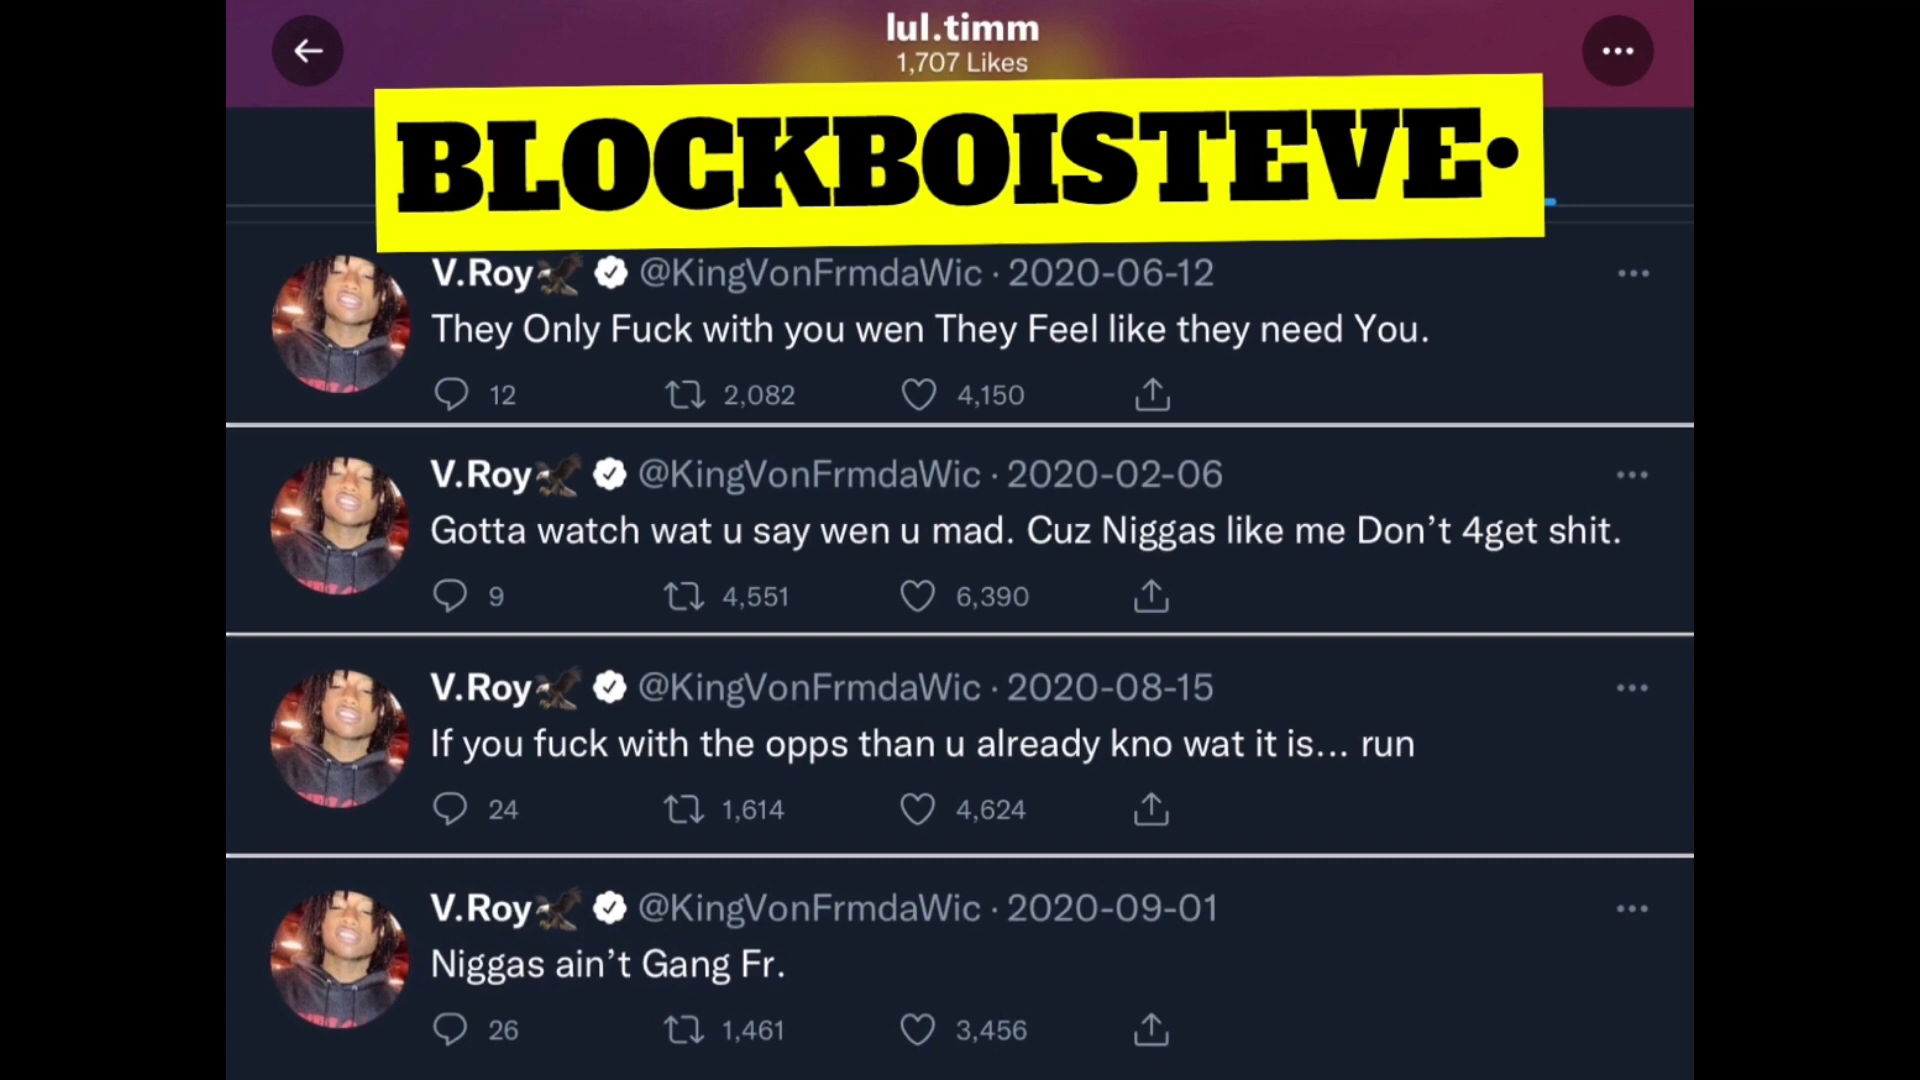 lul.timm
1,707 Likes
BLOCKBOISTEVE•
V.Roy @KingVonFrmdaWic · 2020-06-12
They Only Fuck with you wen They Feel like they need You.
12 2,082 4,150
V.Roy @KingVonFrmdaWic · 2020-02-06
Gotta watch wat u say wen u mad. Cuz Niggas like me Don’t 4get shit.
9 4,551 6,390
V.Roy @KingVonFrmdaWic · 2020-08-15
If you fuck with the opps than u already kno wat it is... run
24 1,614 4,624
V.Roy @KingVonFrmdaWic · 2020-09-01
Niggas ain’t Gang Fr.
26 1,461 3,456